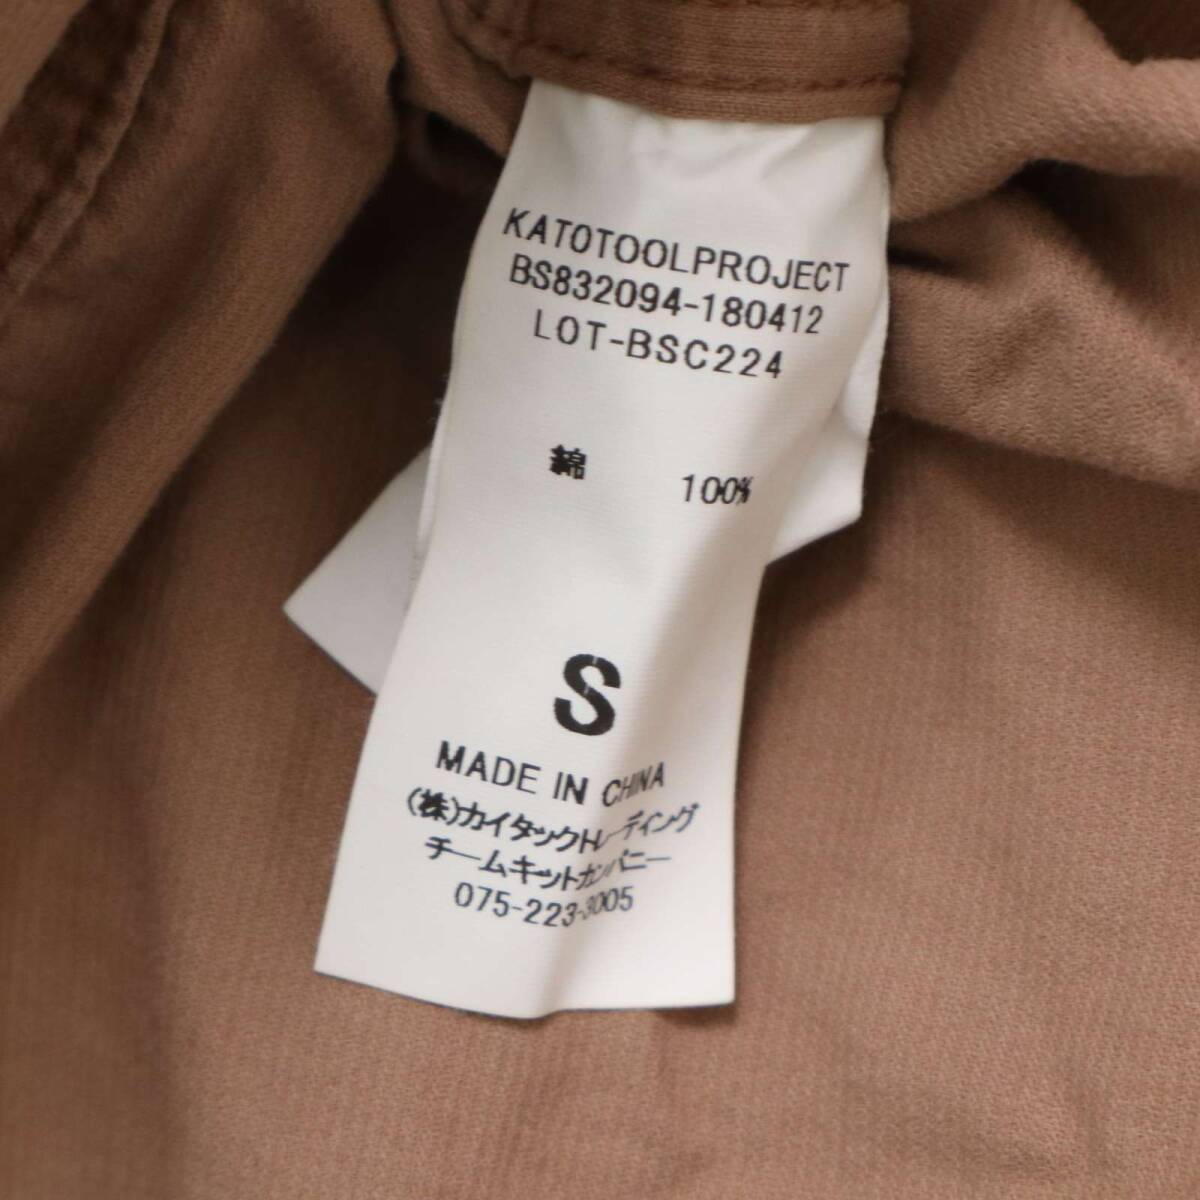 KATOTOOLPROJECT
BS832094-180412
LOT-BSC224
綿 100%
S
MADE IN CHINA
(株)カイタックトレーディング
チームキットカンパニー
075-223-3005